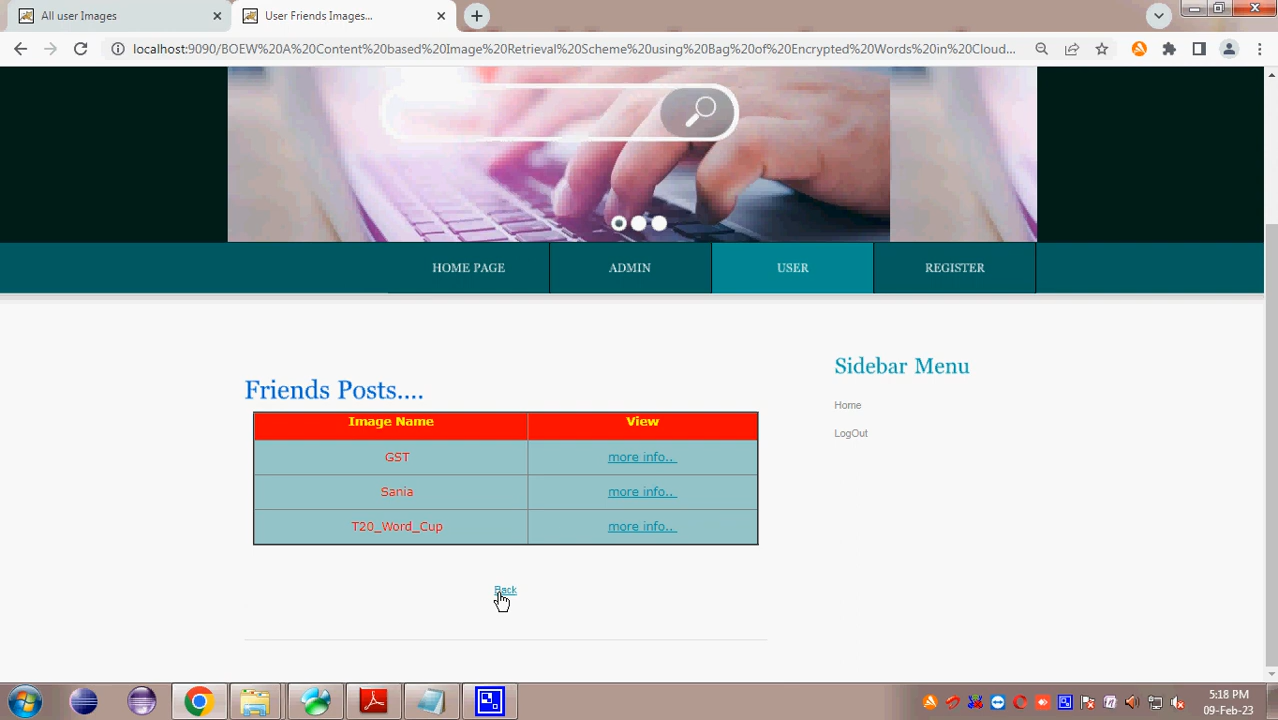 All user Images
User Friends Images...
localhost:9090/BOEW%20A%20Content%20based%20Image%20Retrieval%20Scheme%20using%20Bag%20of%20Encrypted%20Words%20in%20Cloud...
HOME PAGE
ADMIN
USER
REGISTER
Sidebar Menu
Home
LogOut
Friends Posts....
Image Name View
GST more info..
Sania more info..
T20_Word_Cup more info..
Back
5:18 PM
09-Feb-23